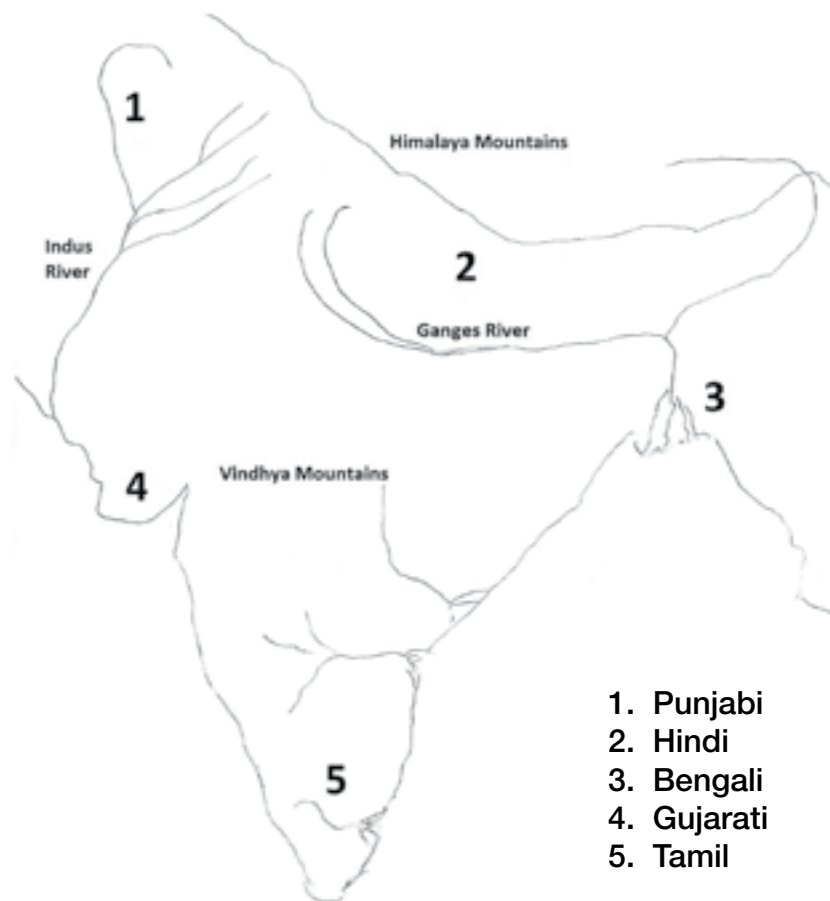 1
Himalaya Mountains
Indus
River
2
Ganges River
3
4
Vindhya Mountains
5
1. Punjabi
2. Hindi
3. Bengali
4. Gujarati
5. Tamil